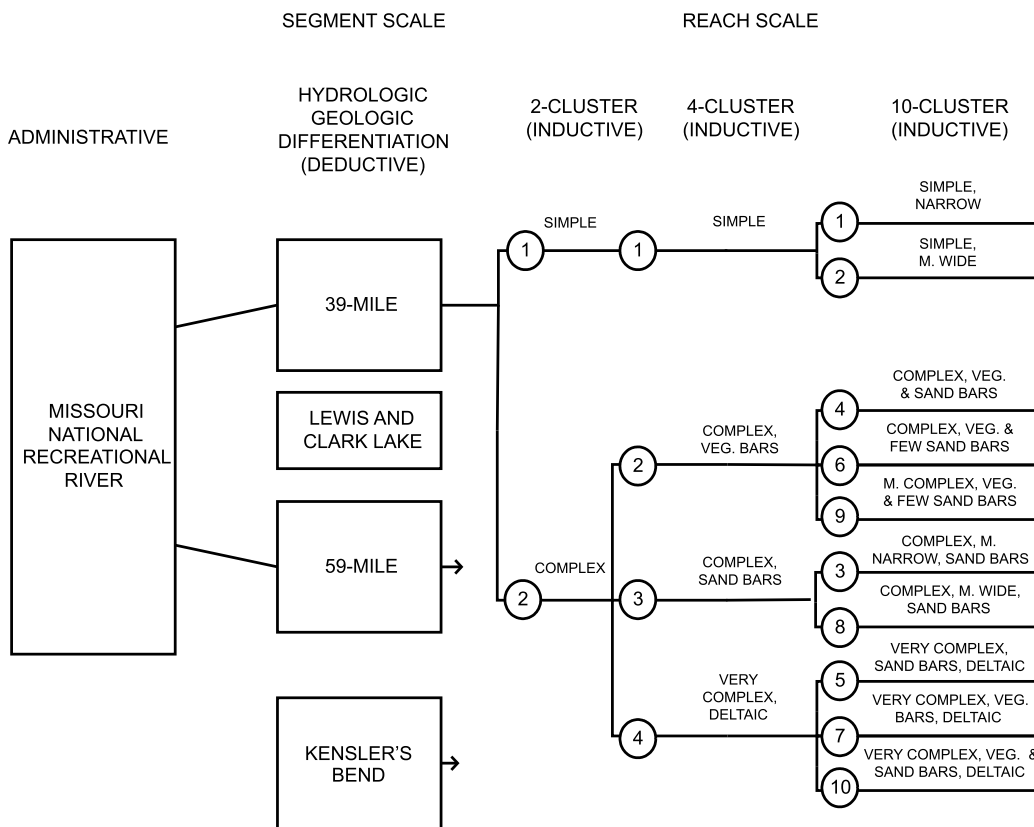 SEGMENT SCALE
REACH SCALE
ADMINISTRATIVE
HYDROLOGIC
GEOLOGIC
DIFFERENTIATION
(DEDUCTIVE)
2-CLUSTER
(INDUCTIVE)
4-CLUSTER
(INDUCTIVE)
10-CLUSTER
(INDUCTIVE)
MISSOURI
NATIONAL
RECREATIONAL
RIVER
39-MILE
LEWIS AND
CLARK LAKE
59-MILE
KENSLER'S
BEND
1
SIMPLE
1
SIMPLE
1
SIMPLE,
NARROW
2
SIMPLE,
M. WIDE
2
COMPLEX
2
COMPLEX,
VEG. BARS
4
COMPLEX, VEG.
& SAND BARS
6
COMPLEX, VEG. &
FEW SAND BARS
9
M. COMPLEX, VEG.
& FEW SAND BARS
3
COMPLEX,
SAND BARS
3
COMPLEX, M.
NARROW, SAND BARS
8
COMPLEX, M. WIDE,
SAND BARS
4
VERY
COMPLEX,
DELTAIC
5
VERY COMPLEX,
SAND BARS, DELTAIC
7
VERY COMPLEX, VEG.
BARS, DELTAIC
10
VERY COMPLEX, VEG. &
SAND BARS, DELTAIC